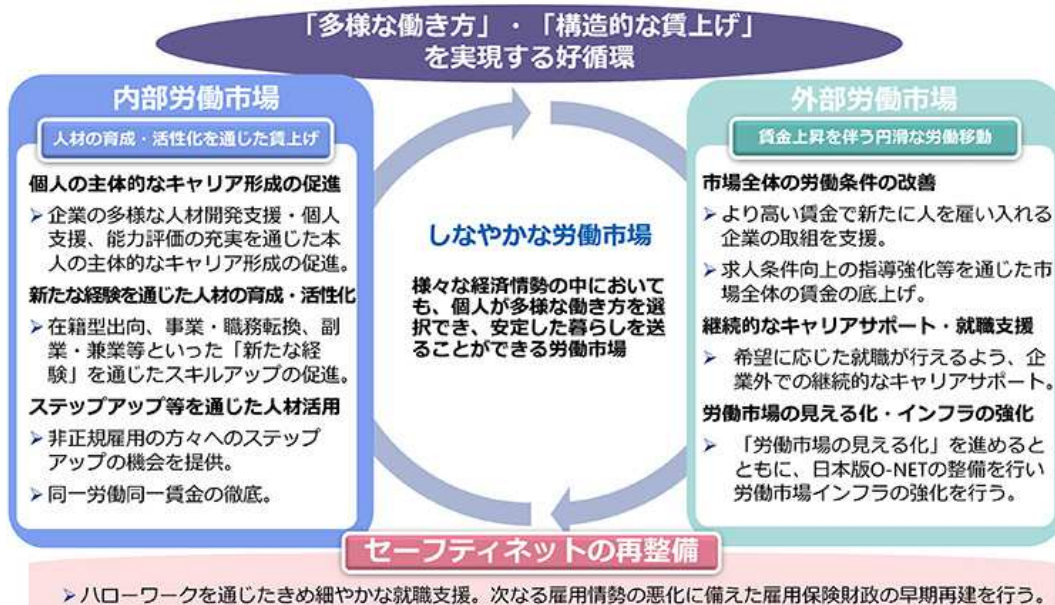 「多様な働き方」・「構造的な賃上げ」
を実現する好循環
内部労働市場
人材の育成・活性化を通じた賃上げ
個人の主体的なキャリア形成の促進
➢企業の多様な人材開発支援・個人
支援、能力評価の充実を通じた本
人の主体的なキャリア形成の促進。
新たな経験を通じた人材の育成・活性化
➢在籍型出向、事業・職務転換、副
業・兼業等といった「新たな経
験」を通じたスキルアップの促進。
ステップアップ等を通じた人材活用
➢非正規雇用の方々へのステップ
アップの機会を提供。
➢同一労働同一賃金の徹底。
しなやかな労働市場
様々な経済情勢の中において
も、個人が多様な働き方を選
択でき、安定した暮らしを送
ることができる労働市場
外部労働市場
賃金上昇を伴う円滑な労働移動
市場全体の労働条件の改善
➢より高い賃金で新たに人を雇い入れる
企業の取組を支援。
➢求人条件向上の指導強化等を通じた市
場全体の賃金の底上げ。
継続的なキャリアサポート・就職支援
➢ 希望に応じた就職が行えるよう、企
業外での継続的なキャリアサポート。
労働市場の見える化・インフラの強化
➢ 「労働市場の見える化」を進めると
ともに、日本版O-NETの整備を行い
労働市場インフラの強化を行う。
セーフティネットの再整備
➢ハローワークを通じたきめ細やかな就職支援。次なる雇用情勢の悪化に備えた雇用保険財政の早期再建を行う。